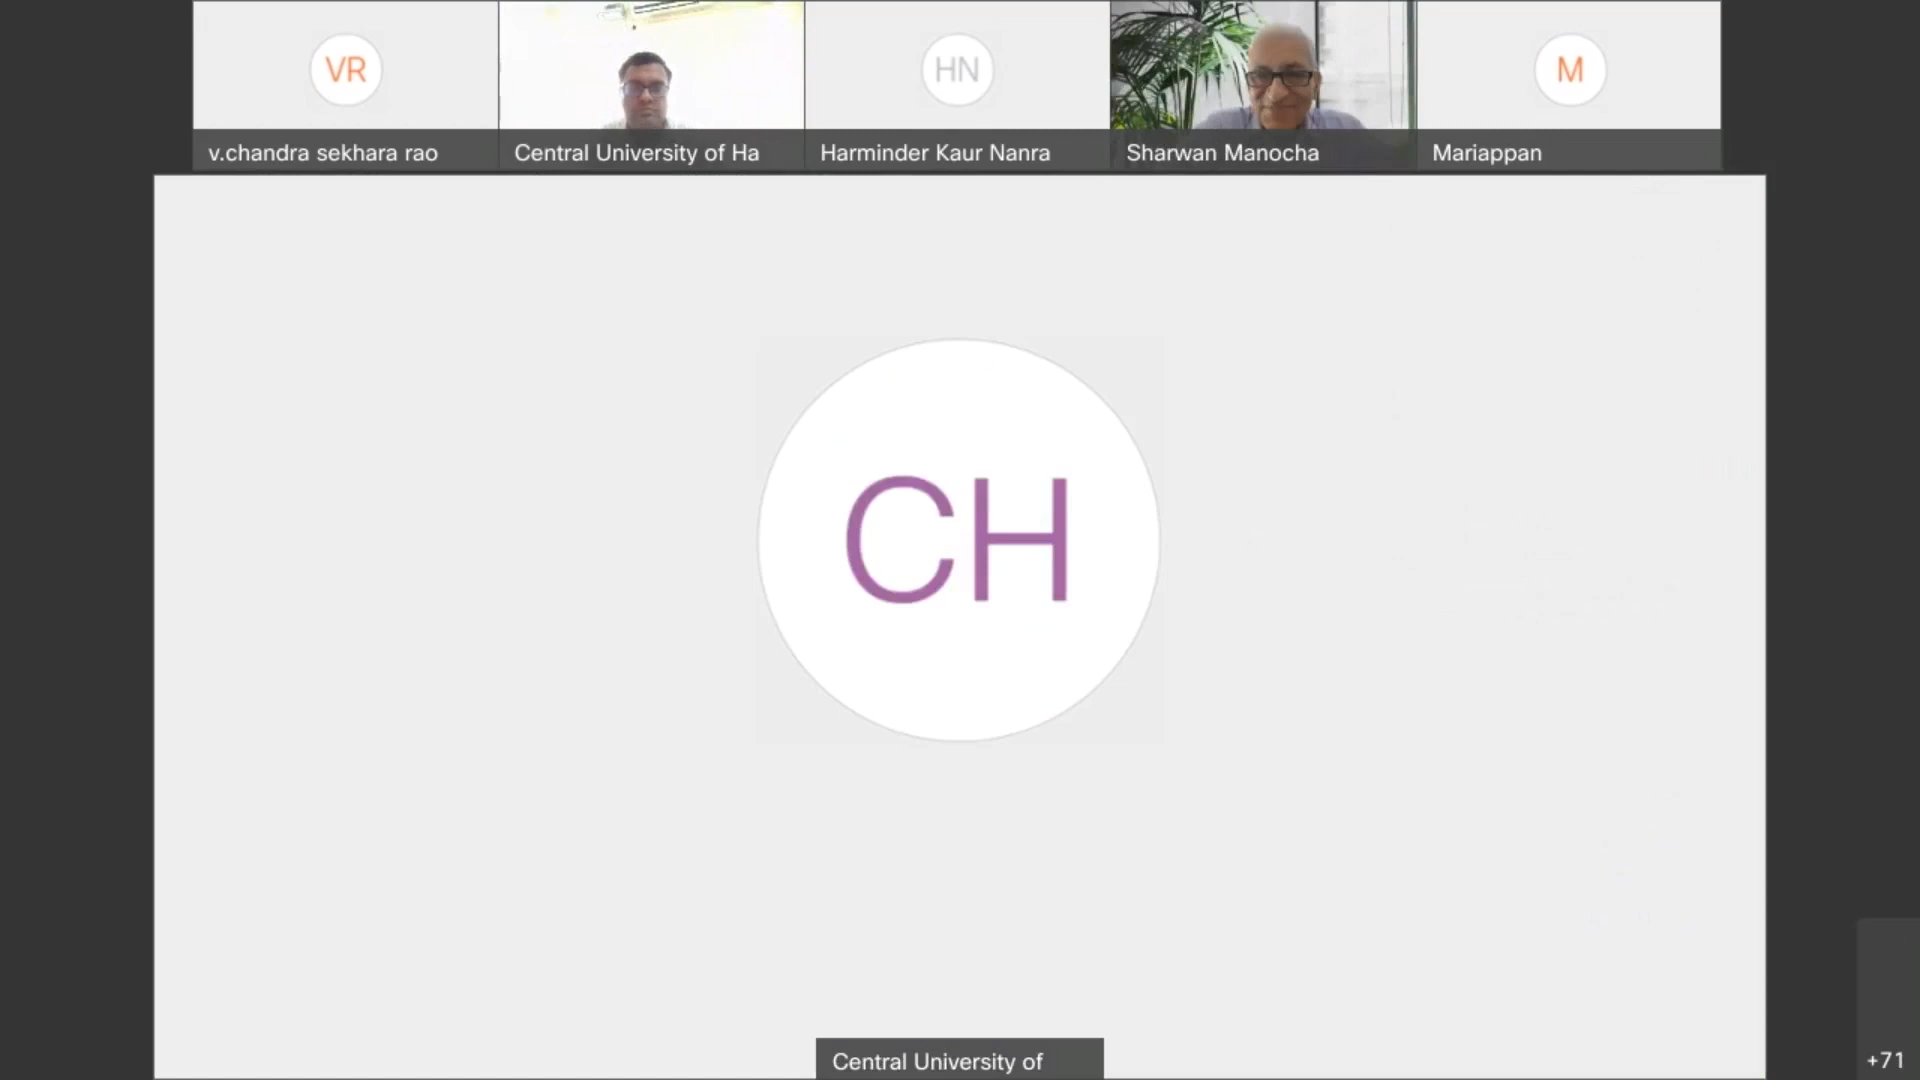 VR
HN
M
v.chandra sekhara rao
Central University of Ha
Harminder Kaur Nanra
Sharwan Manocha
Mariappan
CH
Central University of
+71